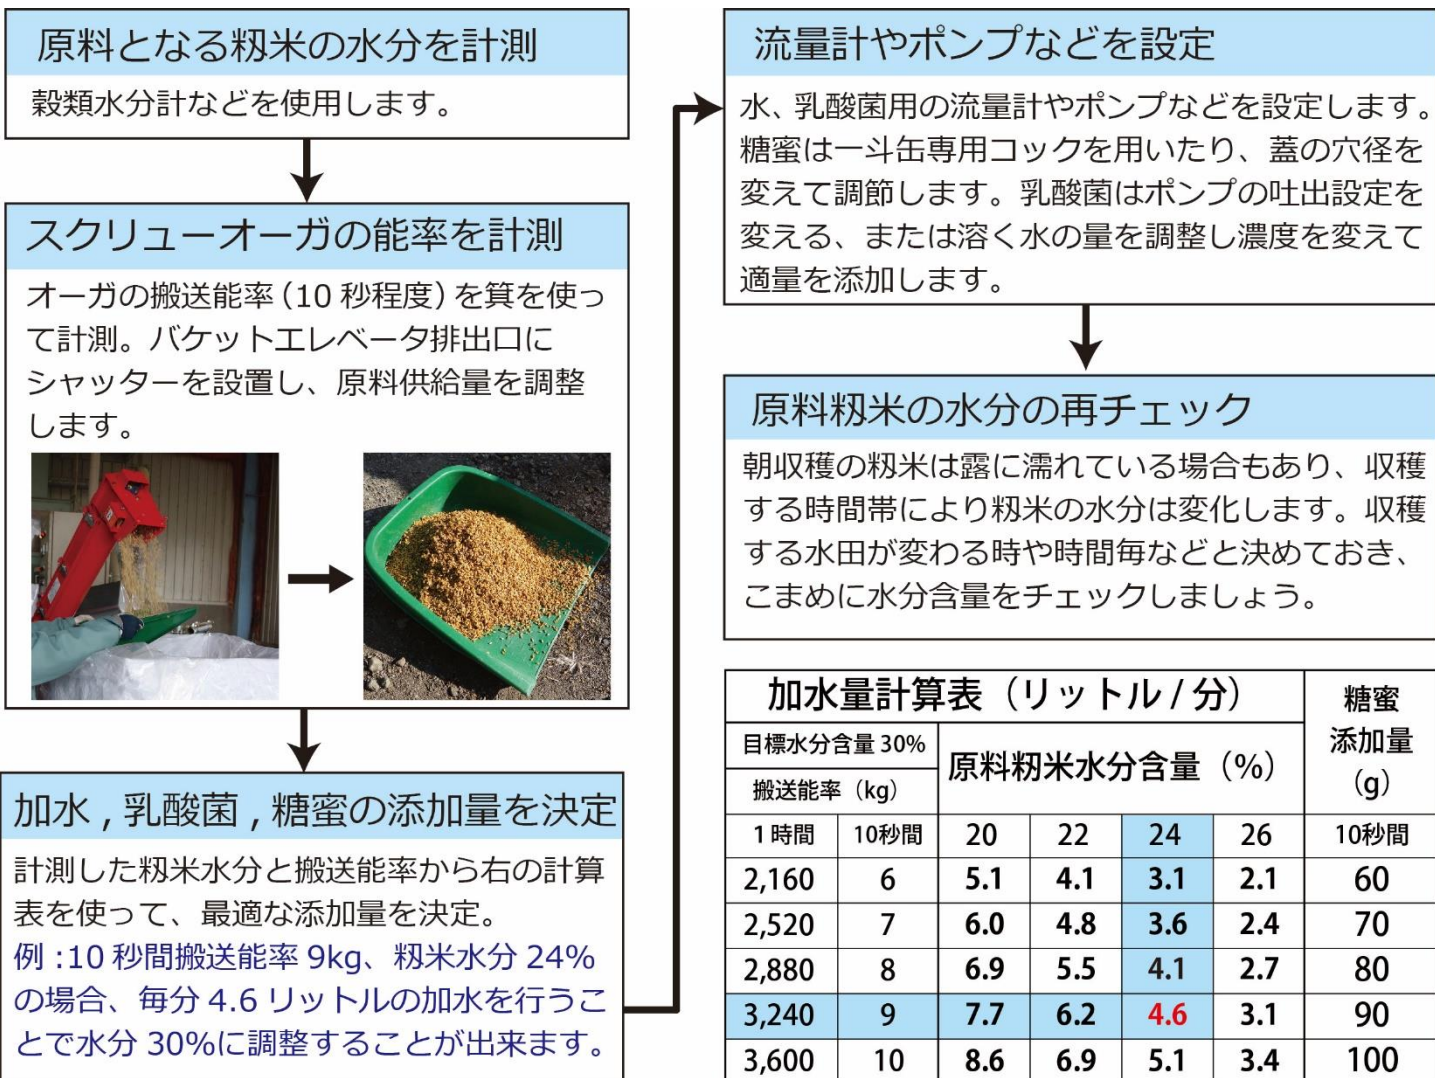 原料となる籾米の水分を計測
穀類水分計などを使用します。
スクリューオーガの能率を計測
オーガの搬送能率（10 秒程度）を箕を使っ
て計測。バケットエレベータ排出口に
シャッターを設置し、原料供給量を調整
します。
加水 , 乳酸菌 , 糖蜜の添加量を決定
計測した籾米水分と搬送能率から右の計算
表を使って、最適な添加量を決定。
例 :10 秒間搬送能率 9kg、籾米水分 24%
の場合、毎分 4.6 リットルの加水を行うこ
とで水分 30%に調整することが出来ます。
流量計やポンプなどを設定
水、乳酸菌用の流量計やポンプなどを設定します。
糖蜜は一斗缶専用コックを用いたり、蓋の穴径を
変えて調節します。乳酸菌はポンプの吐出設定を
変える、または溶く水の量を調整し濃度を変えて
適量を添加します。
原料籾米の水分の再チェック
朝収穫の籾米は露に濡れている場合もあり、収穫
する時間帯により籾米の水分は変化します。収穫
する水田が変わる時や時間毎などと決めておき、
こまめに水分含量をチェックしましょう。
加水量計算表（リットル / 分） 糖蜜添加量（g）
目標水分含量 30% 原料籾米水分含量（%）
搬送能率（kg）
1 時間 10秒間 20 22 24 26 10秒間
2,160 6 5.1 4.1 3.1 2.1 60
2,520 7 6.0 4.8 3.6 2.4 70
2,880 8 6.9 5.5 4.1 2.7 80
3,240 9 7.7 6.2 4.6 3.1 90
3,600 10 8.6 6.9 5.1 3.4 100